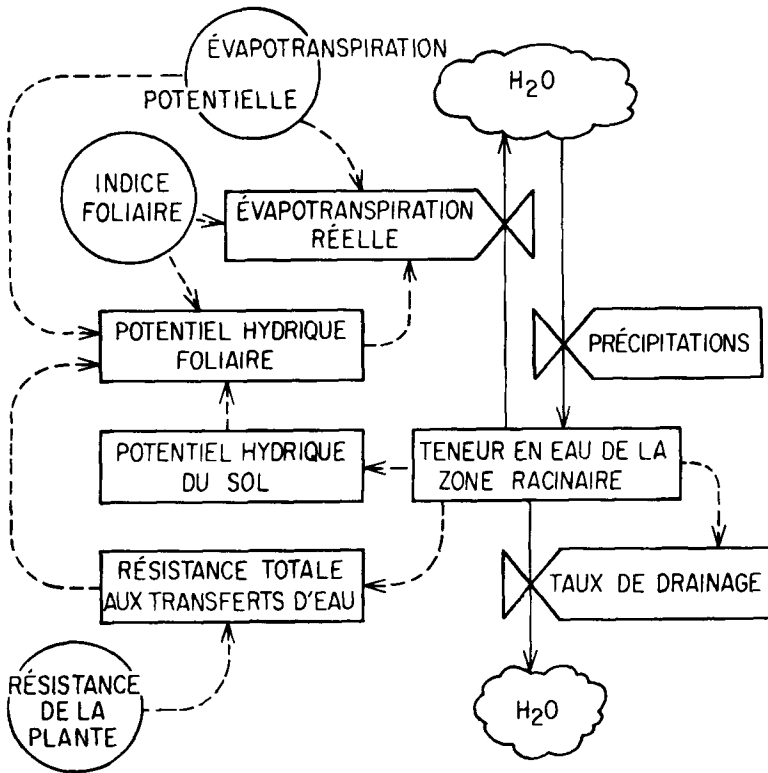 ÉVAPOTRANSPIRATION
POTENTIELLE
H₂O
INDICE
FOLIAIRE
ÉVAPOTRANSPIRATION
RÉELLE
POTENTIEL HYDRIQUE
FOLIAIRE
PRÉCIPITATIONS
POTENTIEL HYDRIQUE
DU SOL
TENEUR EN EAU DE LA
ZONE RACINAIRE
RÉSISTANCE TOTALE
AUX TRANSFERTS D'EAU
TAUX DE DRAINAGE
RÉSISTANCE
DE LA
PLANTE
H₂O